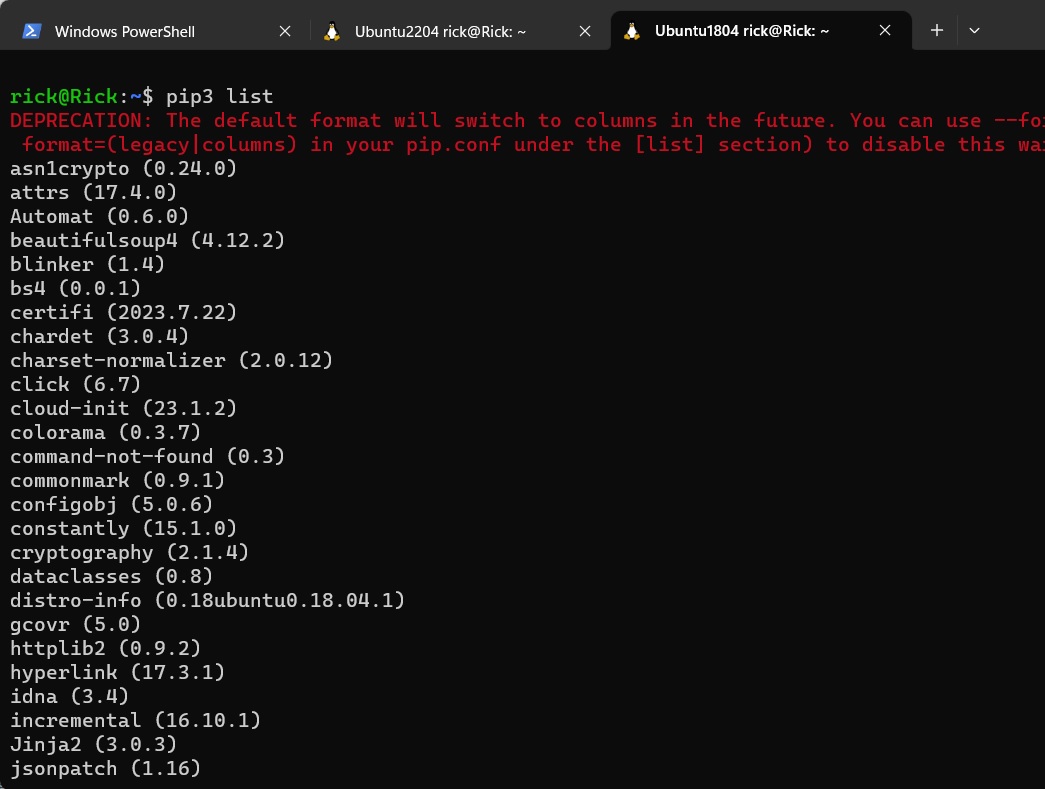 Windows PowerShell
Ubuntu2204 rick@Rick: ~
Ubuntu1804 rick@Rick: ~
rick@Rick:~$ pip3 list
DEPRECATION: The default format will switch to columns in the future. You can use --fo
format=(legacy|columns) in your pip.conf under the [list] section) to disable this wa
asn1crypto (0.24.0)
attrs (17.4.0)
Automat (0.6.0)
beautifulsoup4 (4.12.2)
blinker (1.4)
bs4 (0.0.1)
certifi (2023.7.22)
chardet (3.0.4)
charset-normalizer (2.0.12)
click (6.7)
cloud-init (23.1.2)
colorama (0.3.7)
command-not-found (0.3)
commonmark (0.9.1)
configobj (5.0.6)
constantly (15.1.0)
cryptography (2.1.4)
dataclasses (0.8)
distro-info (0.18ubuntu0.18.04.1)
gcovr (5.0)
httplib2 (0.9.2)
hyperlink (17.3.1)
idna (3.4)
incremental (16.10.1)
Jinja2 (3.0.3)
jsonpatch (1.16)